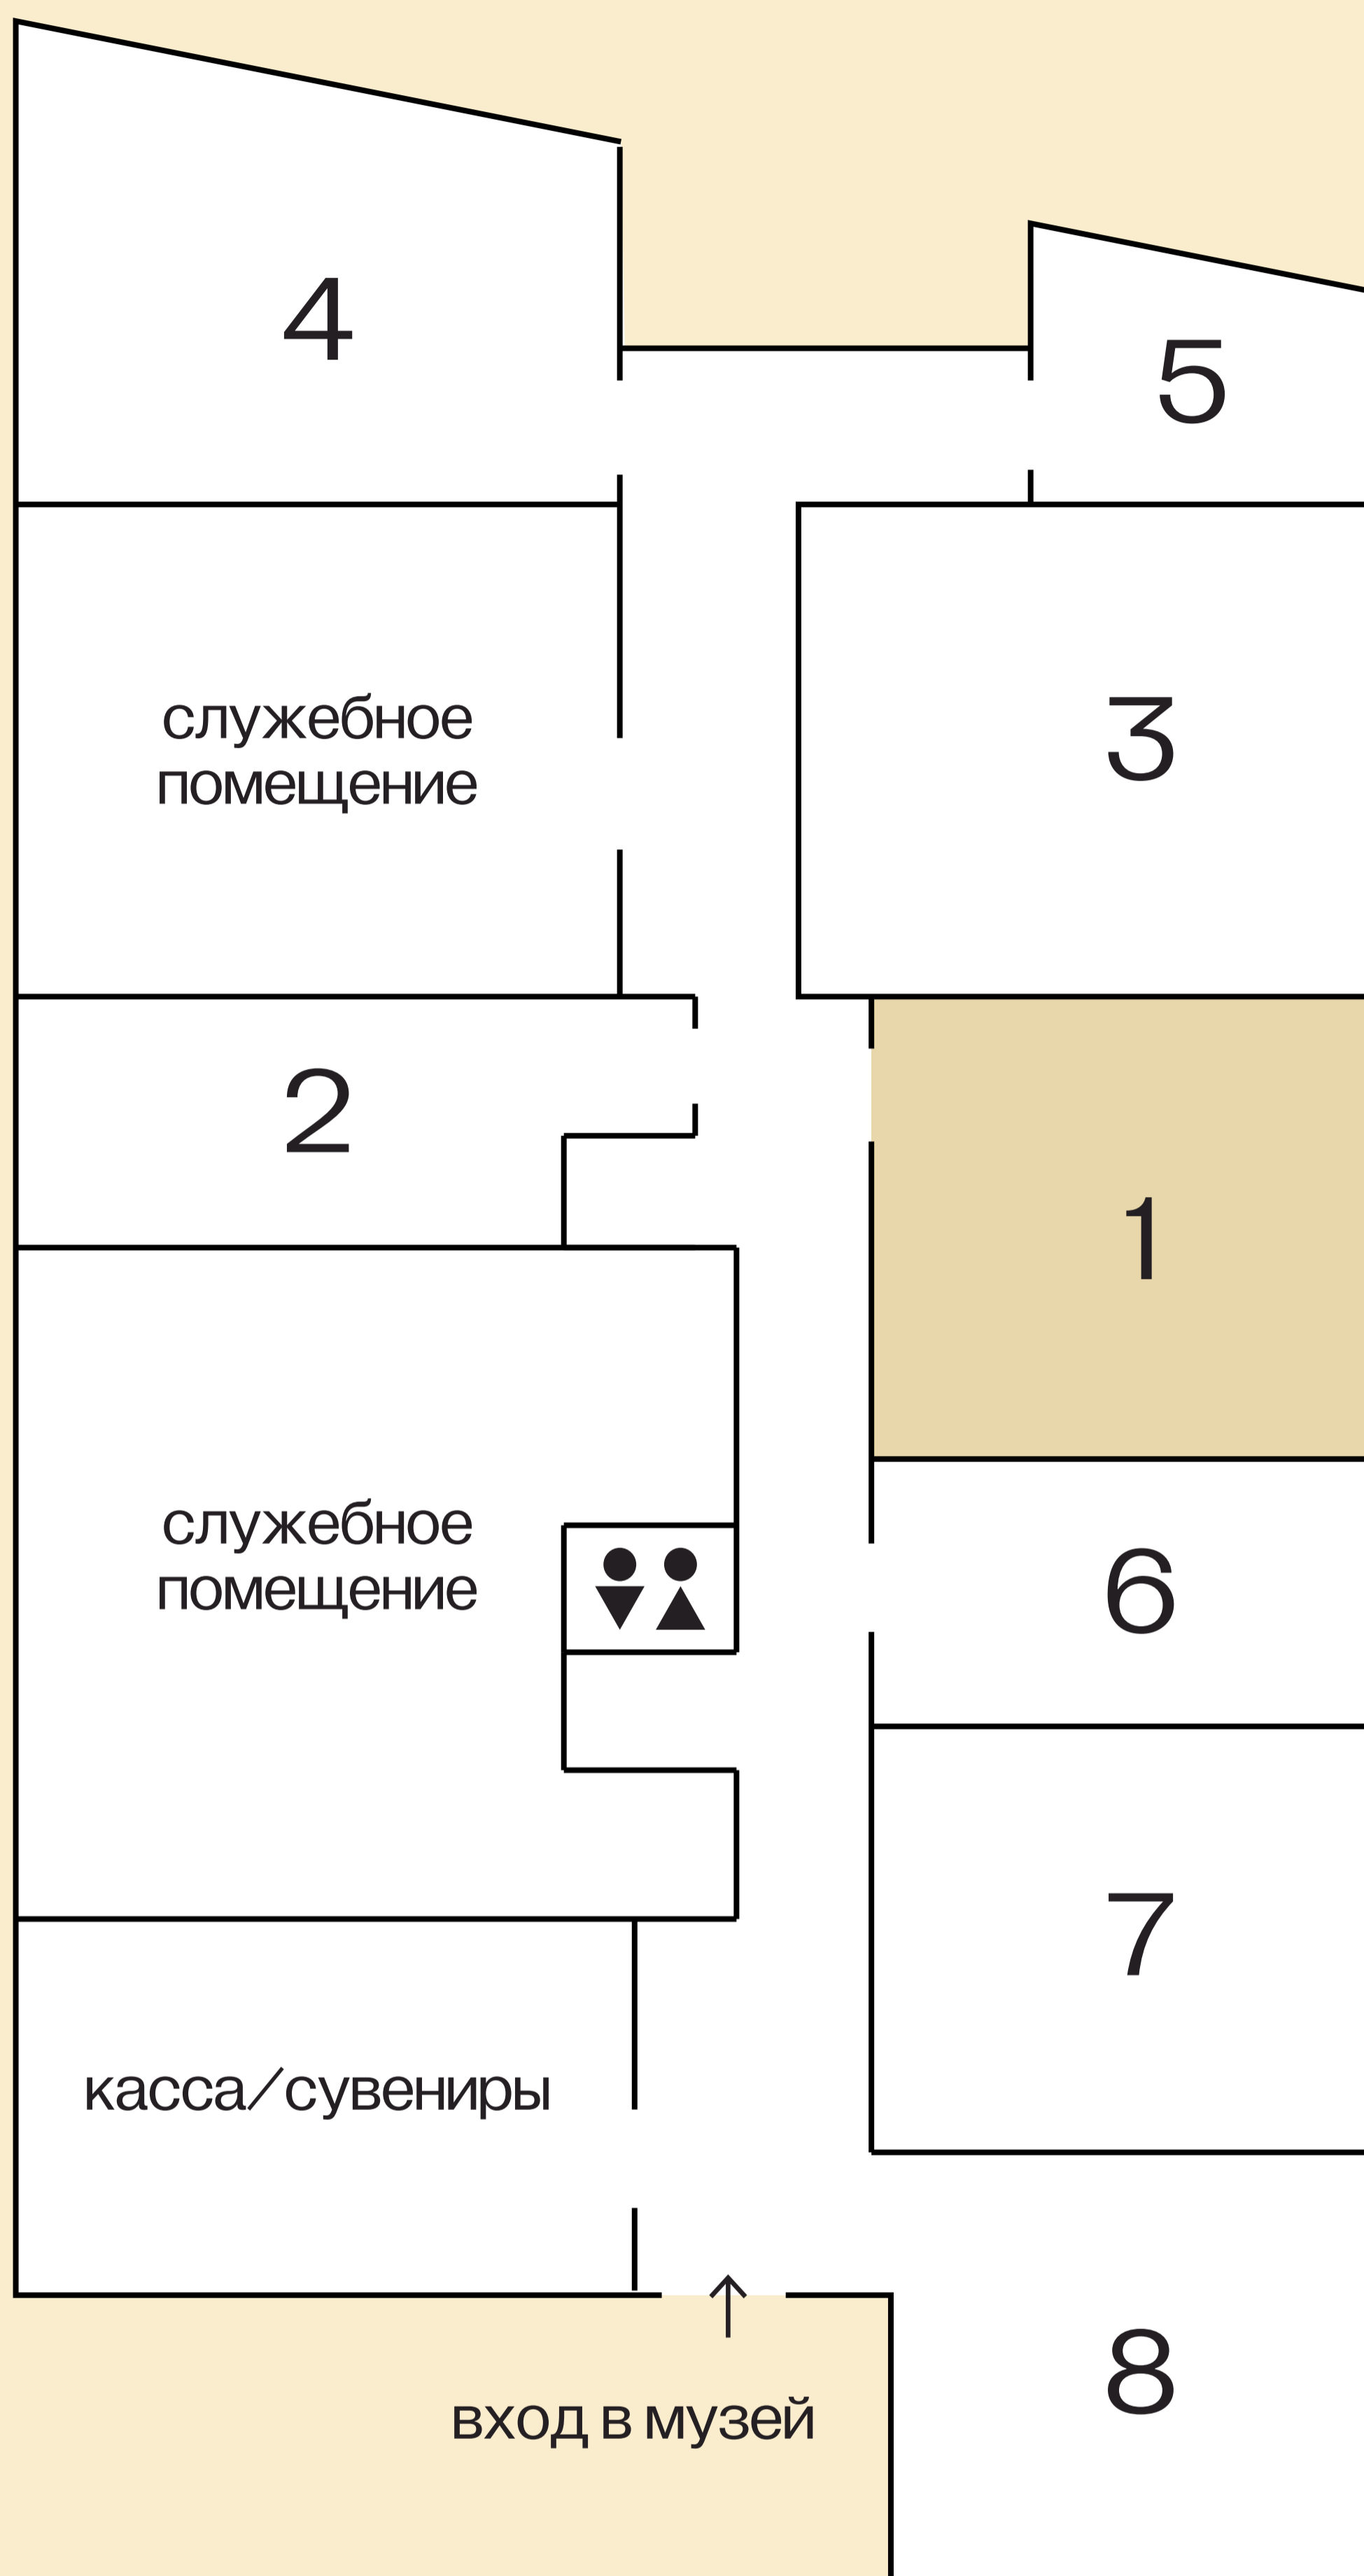 4
5
служебное
помещение
3
2
1
служебное
помещение
6
7
касса/сувениры
8
вход в музей